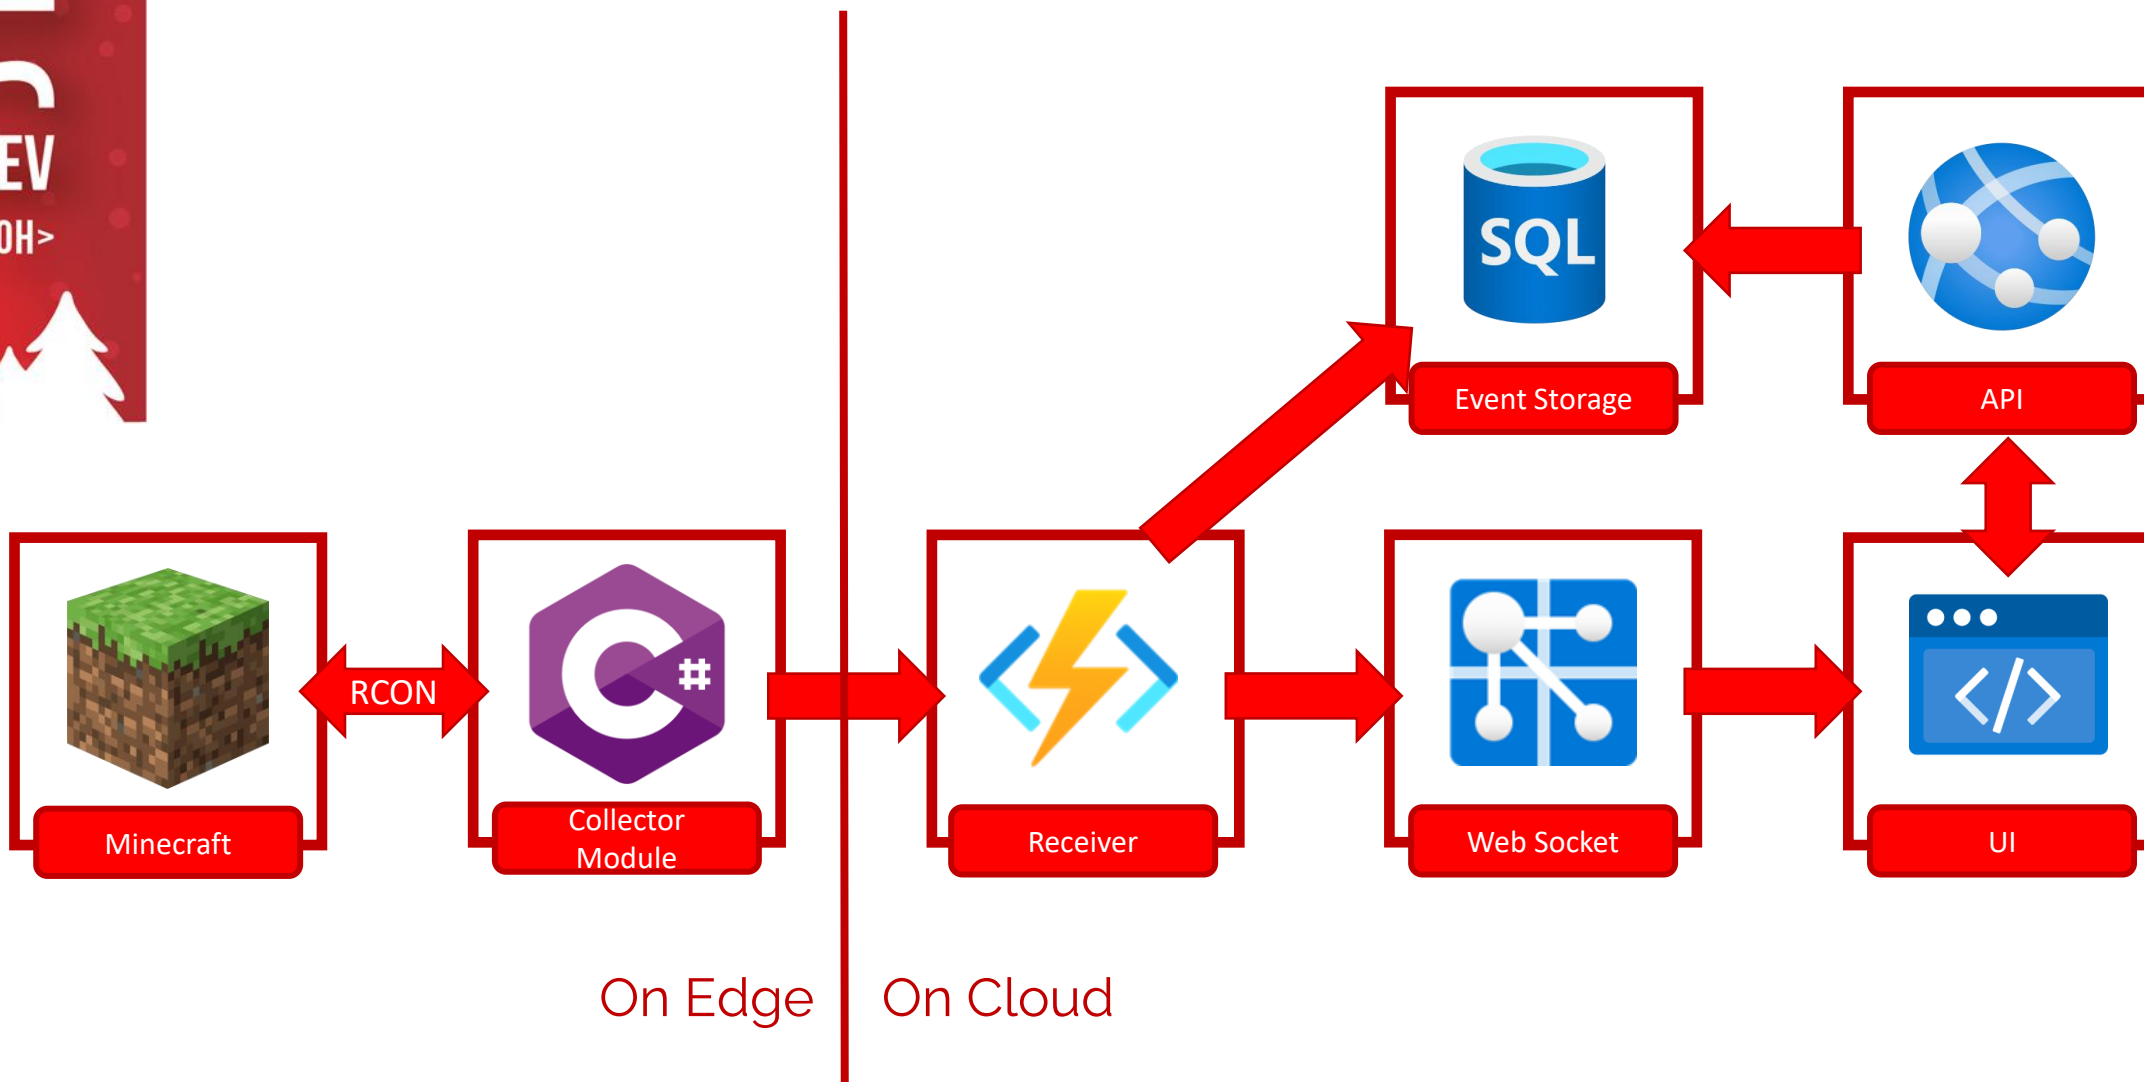 EV
OH>
SQL
Event Storage
API
RCON
#
Minecraft
Collector
Module
Receiver
Web Socket
</>
UI
On Edge
On Cloud